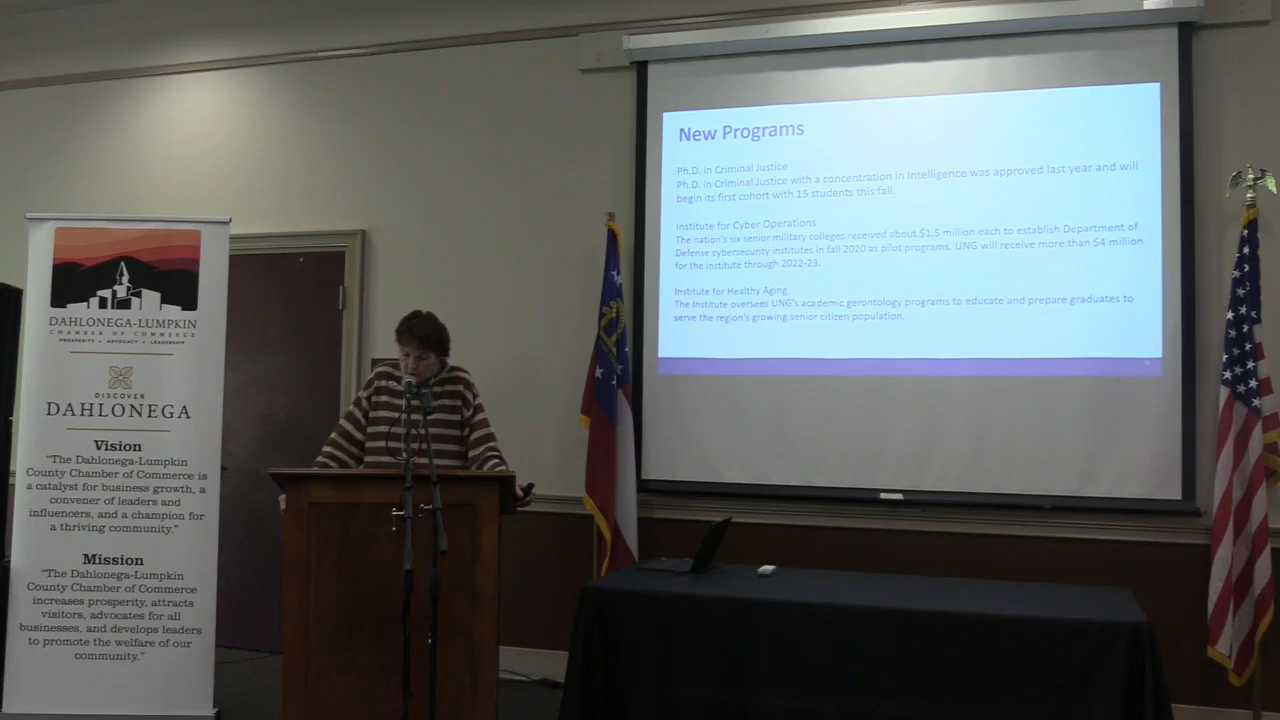 DAHLONEGA-LUMPKIN
CHAMBER OF COMMERCE
PROSPERITY • ADVOCACY • LEADERSHIP
DISCOVER
DAHLONEGA
Vision
"The Dahlonega-Lumpkin
County Chamber of Commerce is
a catalyst for business growth, a
convener of leaders and
influencers, and a champion for
a thriving community."
Mission
"The Dahlonega-Lumpkin
County Chamber of Commerce
increases prosperity, attracts
visitors, advocates for all
businesses, and develops leaders
to promote the welfare of our
community."
New Programs
Ph.D. in Criminal Justice
Ph.D. in Criminal Justice with a concentration in Intelligence was approved last year and will
begin its first cohort with 15 students this fall.
Institute for Cyber Operations
The nation's six senior military colleges received about $1.5 million each to establish Department of
Defense cybersecurity institutes in fall 2020 as pilot programs. UNG will receive more than $4 million
for the institute through 2022-23.
Institute for Healthy Aging
The Institute oversees UNG's academic gerontology programs to educate and prepare graduates to
serve the region's growing senior citizen population.